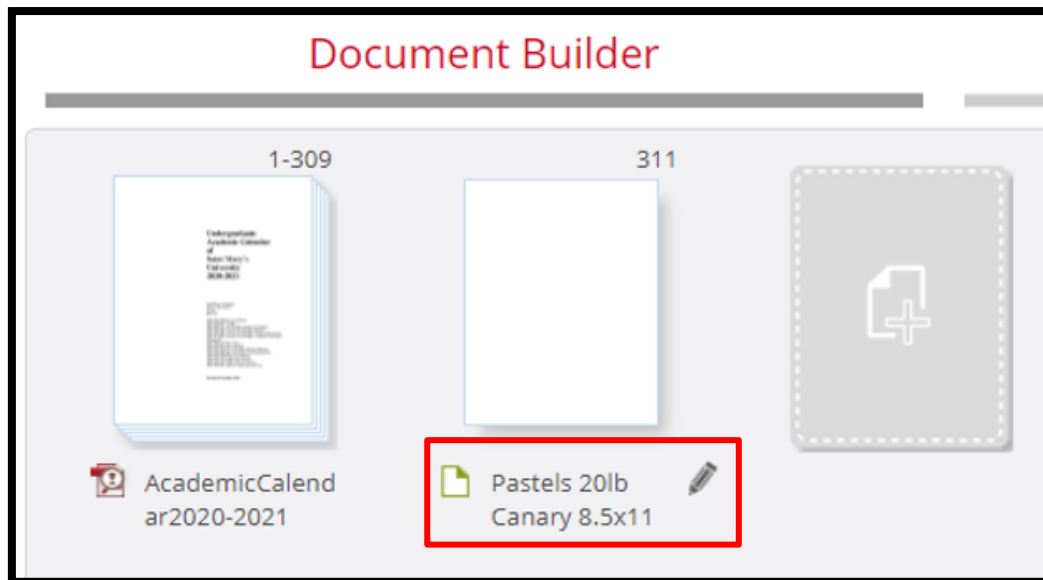 Document Builder
1-309
311
Undergraduate
Academic Calendar
of
Saint Mary's
University
2020-2021
AcademicCalend
ar2020-2021
Pastels 20lb
Canary 8.5x11